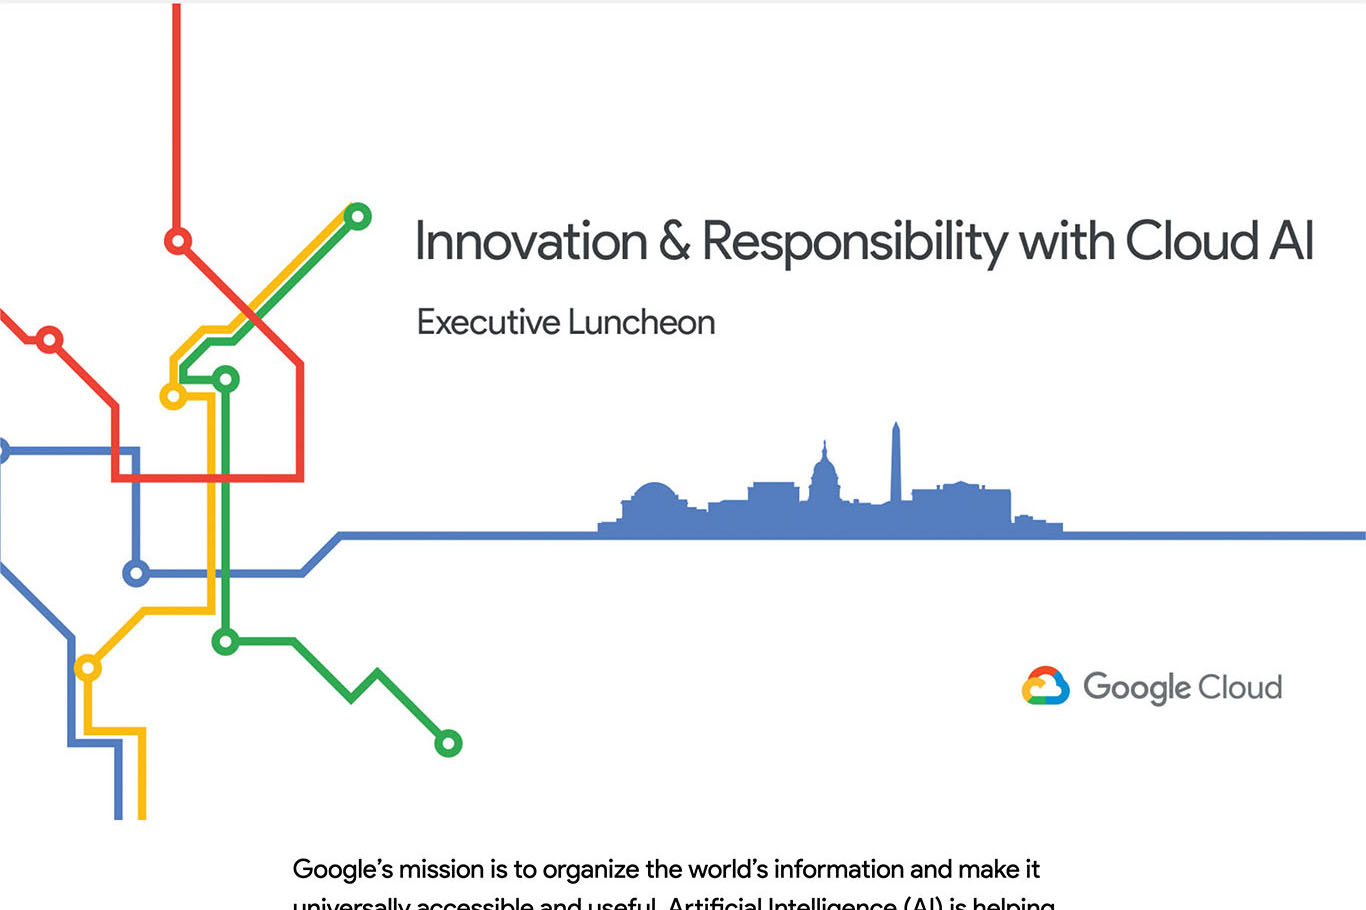 Innovation & Responsibility with Cloud AI
Executive Luncheon
Google Cloud
Google’s mission is to organize the world’s information and make it
universally accessible and useful. Artificial Intelligence (AI) is helping